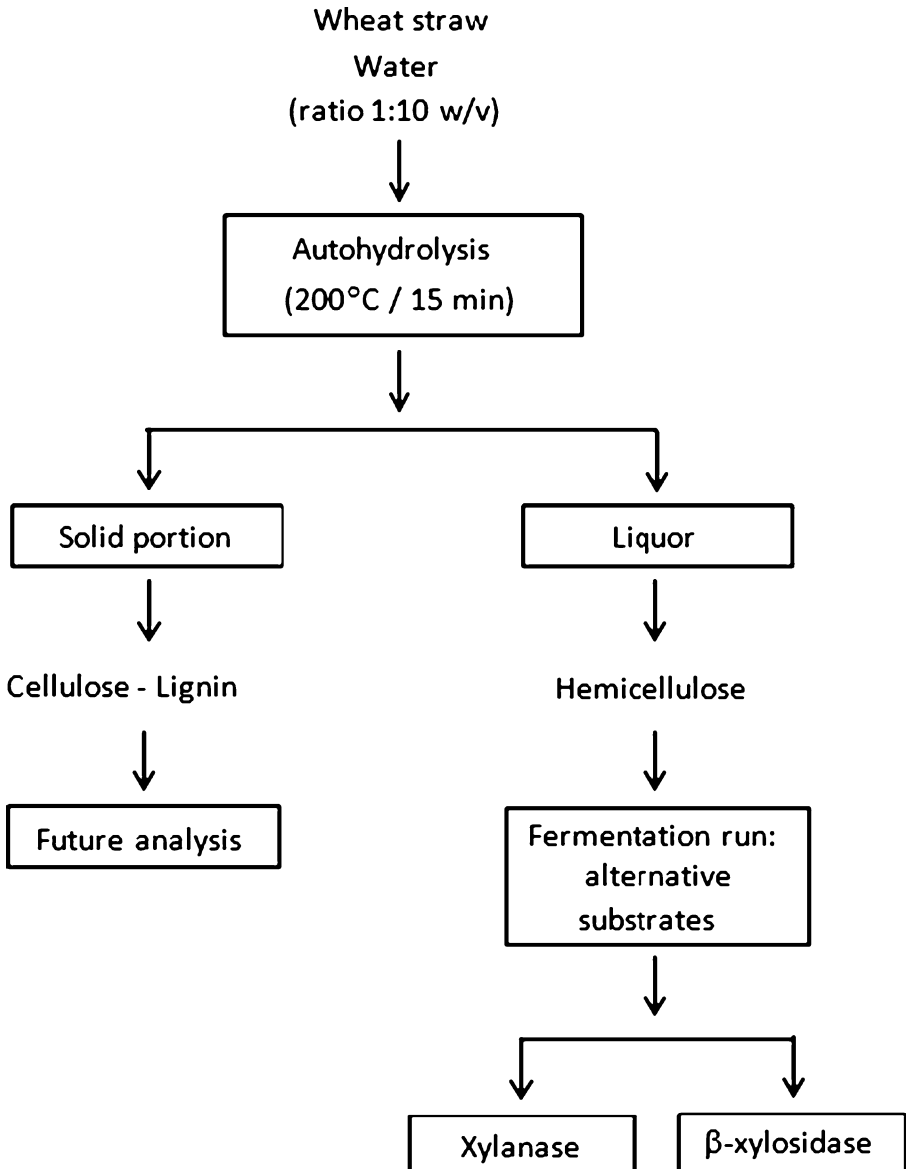 Wheat straw
Water
(ratio 1:10 w/v)
Autohydrolysis
(200°C / 15 min)
Solid portion
Liquor
Cellulose - Lignin
Hemicellulose
Future analysis
Fermentation run:
alternative
substrates
Xylanase
β-xylosidase